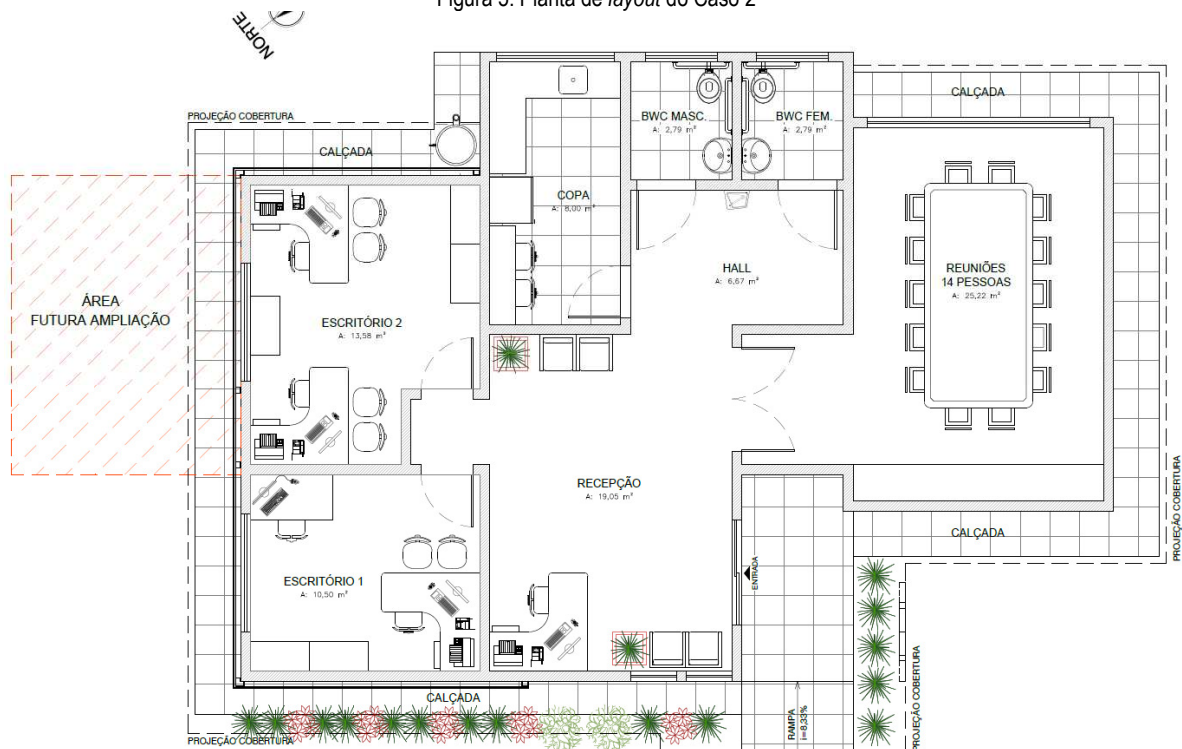 Figura 5: Planta de layout do Caso 2
NORTE
PROJEÇÃO COBERTURA
CALÇADA
CALÇADA
BWC MASC.
A: 2,79 m²
BWC FEM.
A: 2,79 m²
COPA
A: 8,00 m²
HALL
A: 6,67 m²
REUNIÕES
14 PESSOAS
A: 25,22 m²
ÁREA
FUTURA AMPLIAÇÃO
ESCRITÓRIO 2
A: 13,58 m²
RECEPÇÃO
A: 19,05 m²
PROJEÇÃO COBERTURA
CALÇADA
ENTRADA
ESCRITÓRIO 1
A: 10,50 m²
CALÇADA
RAMPA
i=8,33%
PROJEÇÃO COBERTURA
PROJEÇÃO COBERTURA